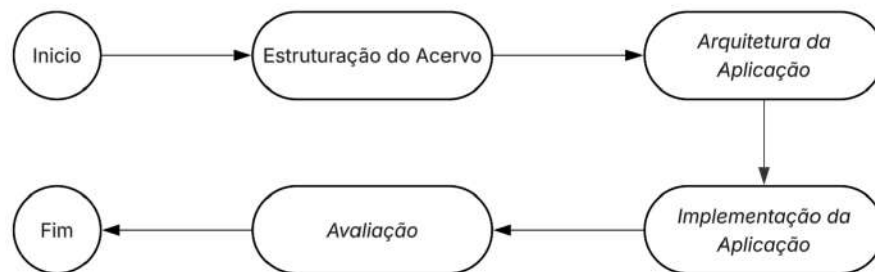 Inicio
Estruturação do Acervo
Arquitetura da
Aplicação
Implementação da
Aplicação
Avaliação
Fim